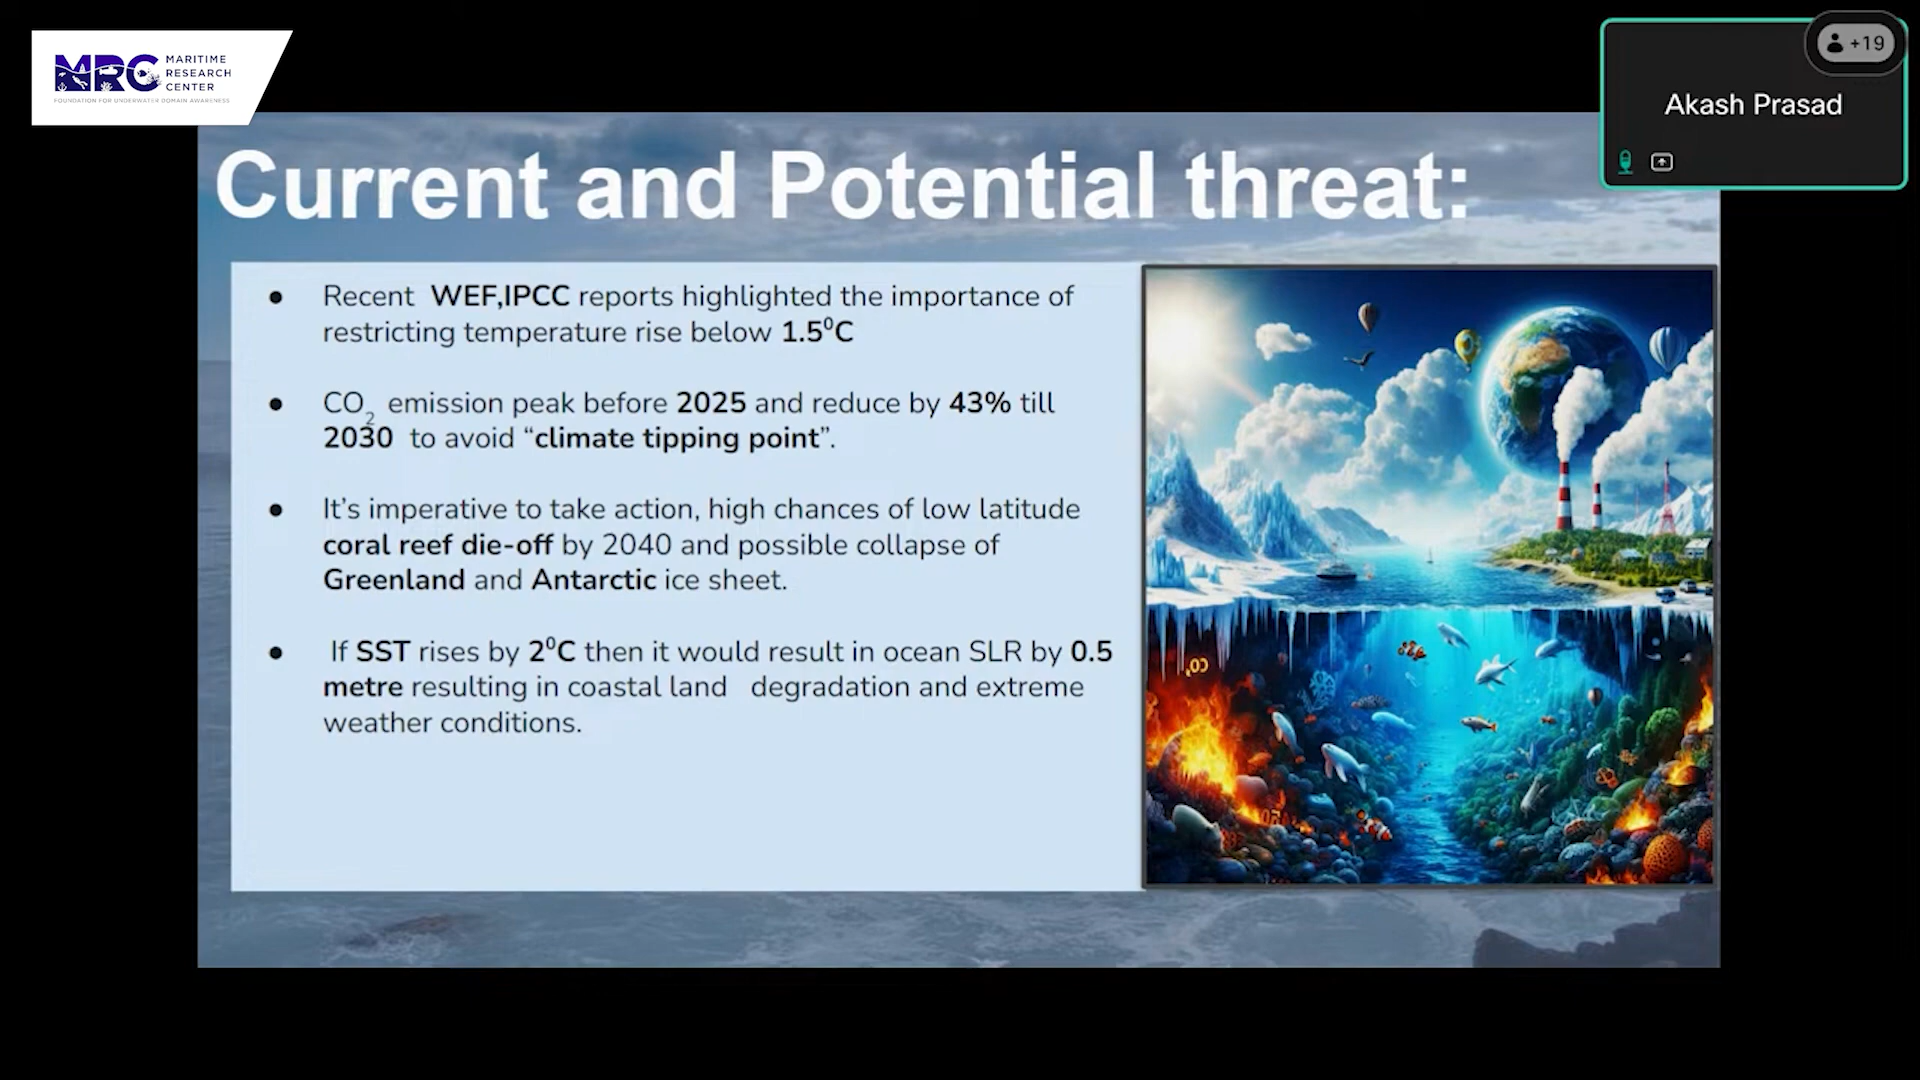 MRC
MARITIME
RESEARCH
CENTER
FOUNDATION FOR UNDERWATER DOMAIN AWARENESS
+19
Akash Prasad
Current and Potential threat:
● Recent WEF,IPCC reports highlighted the importance of
restricting temperature rise below 1.5⁰C
● CO₂ emission peak before 2025 and reduce by 43% till
2030 to avoid “climate tipping point”.
● It’s imperative to take action, high chances of low latitude
coral reef die-off by 2040 and possible collapse of
Greenland and Antarctic ice sheet.
● If SST rises by 2⁰C then it would result in ocean SLR by 0.5
metre resulting in coastal land degradation and extreme
weather conditions.